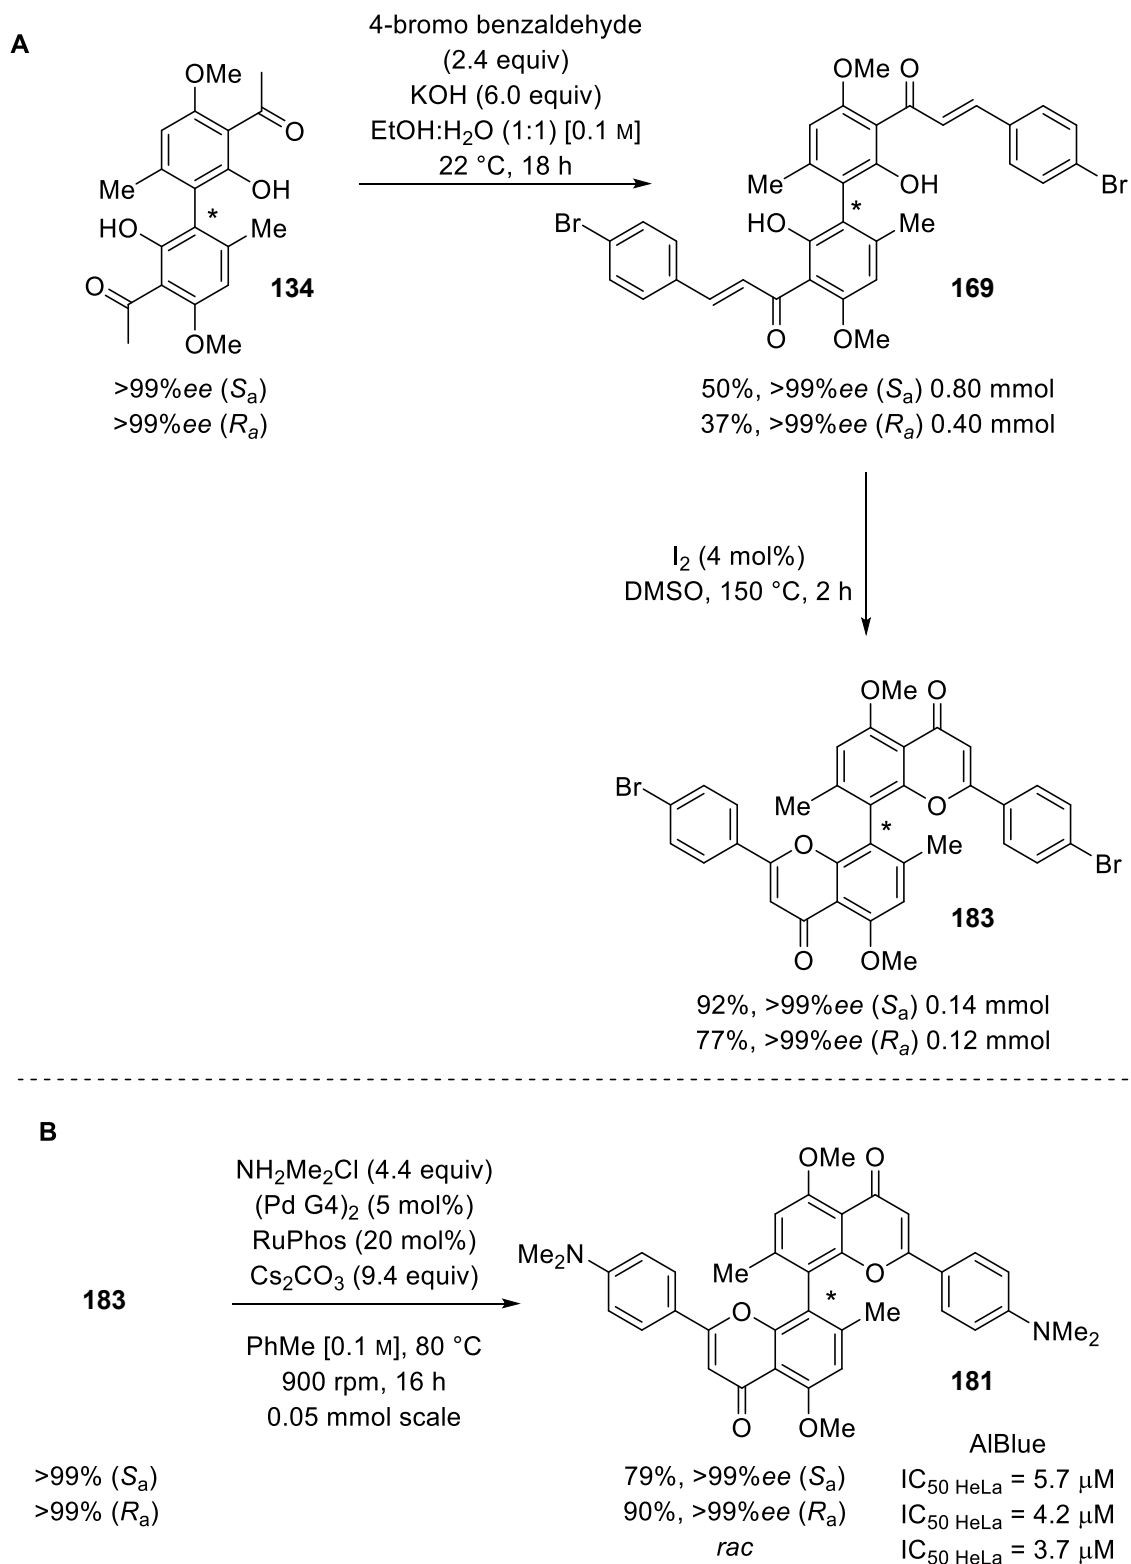 A
4-bromo benzaldehyde
(2.4 equiv)
KOH (6.0 equiv)
EtOH:H₂O (1:1) [0.1 M]
22 °C, 18 h
OMe
O
Me
OH
HO
*
Me
O
OMe
134
>99%ee (Sa)
>99%ee (Ra)
OMe
O
Br
Me
OH
HO
*
Me
Br
O
OMe
169
50%, >99%ee (Sa) 0.80 mmol
37%, >99%ee (Ra) 0.40 mmol
I₂ (4 mol%)
DMSO, 150 °C, 2 h
OMe
O
Br
Me
O
*
O
Me
Br
O
OMe
183
92%, >99%ee (Sa) 0.14 mmol
77%, >99%ee (Ra) 0.12 mmol
B
183
NH₂Me₂Cl (4.4 equiv)
(Pd G4)₂ (5 mol%)
RuPhos (20 mol%)
Cs₂CO₃ (9.4 equiv)
PhMe [0.1 M], 80 °C
900 rpm, 16 h
0.05 mmol scale
>99% (Sa)
>99% (Ra)
OMe
O
Me₂N
Me
O
*
O
Me
NMe₂
O
OMe
181
AlBlue
79%, >99%ee (Sa) IC50 HeLa = 5.7 μM
90%, >99%ee (Ra) IC50 HeLa = 4.2 μM
rac IC50 HeLa = 3.7 μM